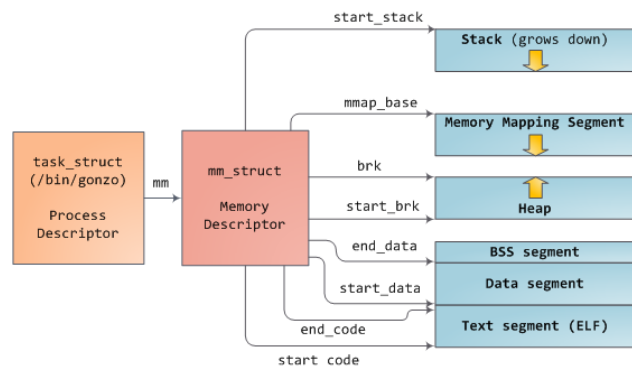 start_stack
Stack (grows down)
mmap_base
Memory Mapping Segment
task_struct
(/bin/gonzo)
Process
Descriptor
mm
mm_struct
Memory
Descriptor
brk
start_brk
Heap
end_data
BSS segment
start_data
Data segment
end_code
Text segment (ELF)
start code